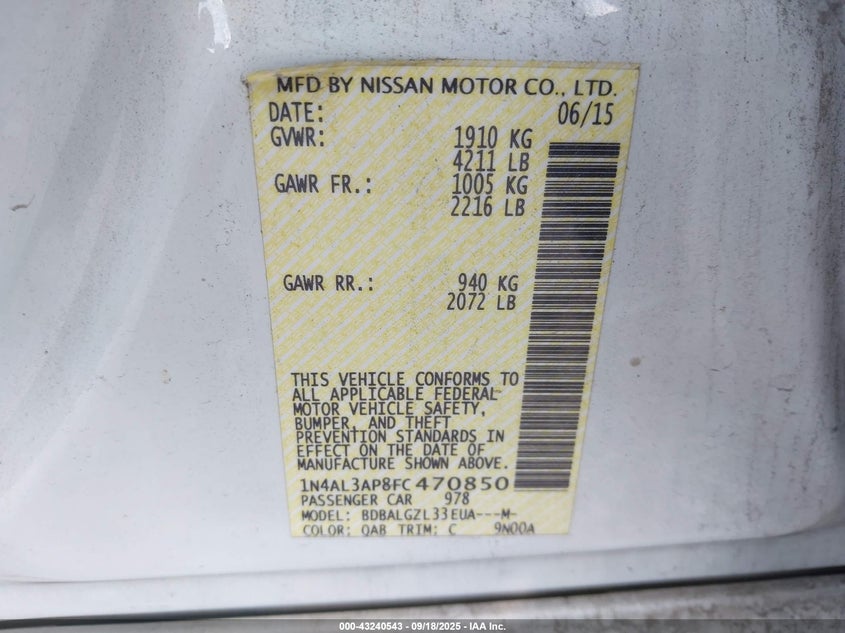 MFD BY NISSAN MOTOR CO., LTD.
DATE: 06/15
GVWR: 1910 KG
4211 LB
GAWR FR.: 1005 KG
2216 LB
GAWR RR.: 940 KG
2072 LB
THIS VEHICLE CONFORMS TO
ALL APPLICABLE FEDERAL
MOTOR VEHICLE SAFETY,
BUMPER, AND THEFT
PREVENTION STANDARDS IN
EFFECT ON THE DATE OF
MANUFACTURE SHOWN ABOVE.
1N4AL3AP8FC470850
PASSENGER CAR 978
MODEL: BDBALGZL33EUA---M-
COLOR: QAB TRIM: C 9N00A
000-43240543 - 09/18/2025 - IAA Inc.